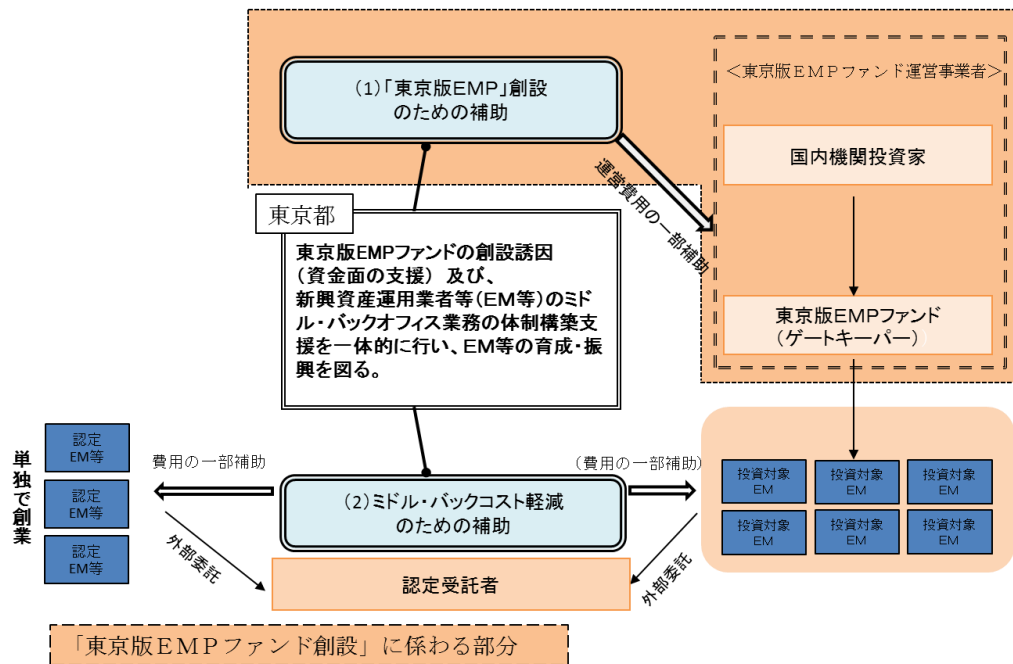 (1)「東京版EMP」創設
のための補助
＜東京版ＥＭＰファンド運営事業者＞
国内機関投資家
運営費用の一部補助
東京都
東京版EMPファンドの創設誘因
(資金面の支援) 及び、
新興資産運用業者等(EM等)のミド
ル・バックオフィス業務の体制構築支
援を一体的に行い、EM等の育成・振
興を図る。
東京版EMPファンド
(ゲートキーパー)
単独で創業
認定
EM等
認定
EM等
認定
EM等
費用の一部補助
(2)ミドル・バックコスト軽減
のための補助
(費用の一部補助)
投資対象
EM
投資対象
EM
投資対象
EM
投資対象
EM
投資対象
EM
投資対象
EM
外部委託
認定受託者
外部委託
「東京版ＥＭＰファンド創設」に係わる部分